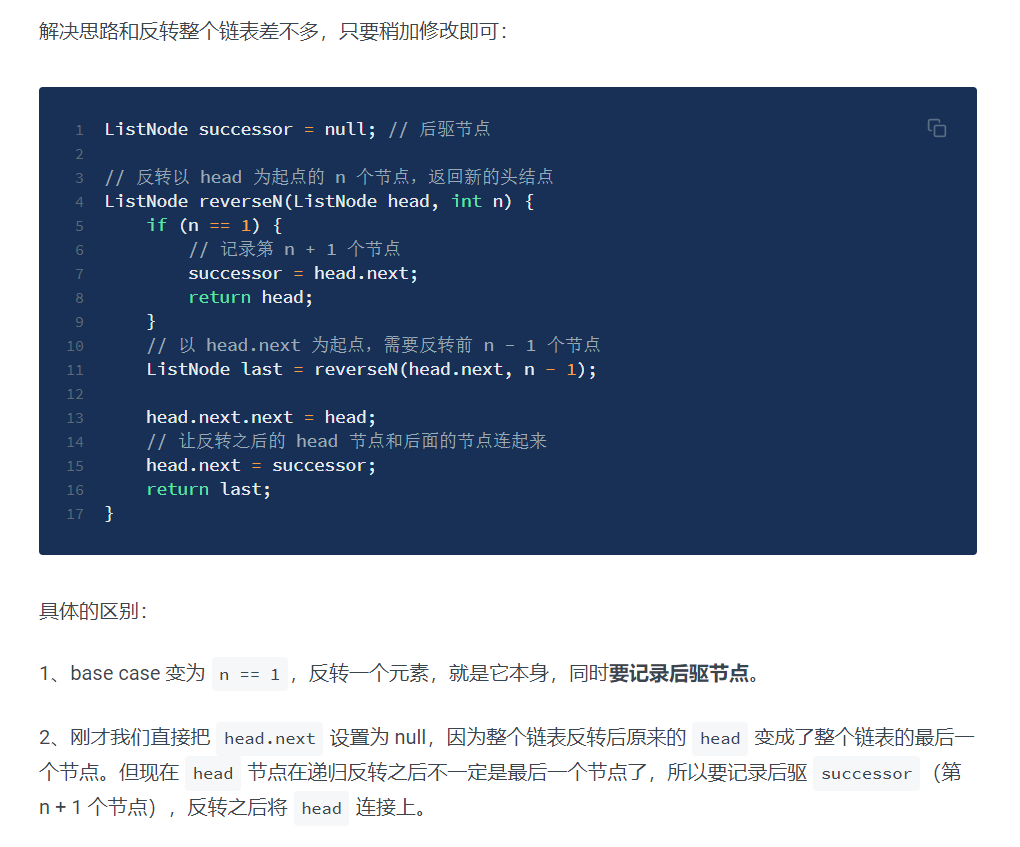 解决思路和反转整个链表差不多，只要稍加修改即可：
1 ListNode successor = null; // 后驱节点
2
3 // 反转以 head 为起点的 n 个节点，返回新的头结点
4 ListNode reverseN(ListNode head, int n) {
5     if (n == 1) {
6         // 记录第 n + 1 个节点
7         successor = head.next;
8         return head;
9     }
10     // 以 head.next 为起点，需要反转前 n - 1 个节点
11     ListNode last = reverseN(head.next, n - 1);
12
13     head.next.next = head;
14     // 让反转之后的 head 节点和后面的节点连起来
15     head.next = successor;
16     return last;
17 }
具体的区别：
1、base case 变为 n == 1，反转一个元素，就是它本身，同时要记录后驱节点。
2、刚才我们直接把 head.next 设置为 null，因为整个链表反转后原来的 head 变成了整个链表的最后一
个节点。但现在 head 节点在递归反转之后不一定是最后一个节点了，所以要记录后驱 successor（第
n + 1 个节点），反转之后将 head 连接上。